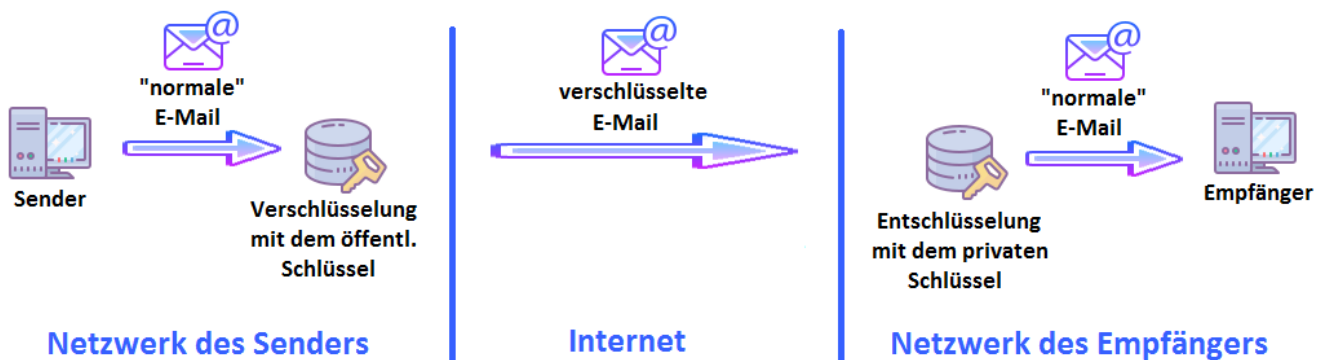 "normale"
E-Mail
Sender
Verschlüsselung
mit dem öffentl.
Schlüssel
Netzwerk des Senders
verschlüsselte
E-Mail
Internet
"normale"
E-Mail
Entschlüsselung
mit dem privaten
Schlüssel
Empfänger
Netzwerk des Empfängers